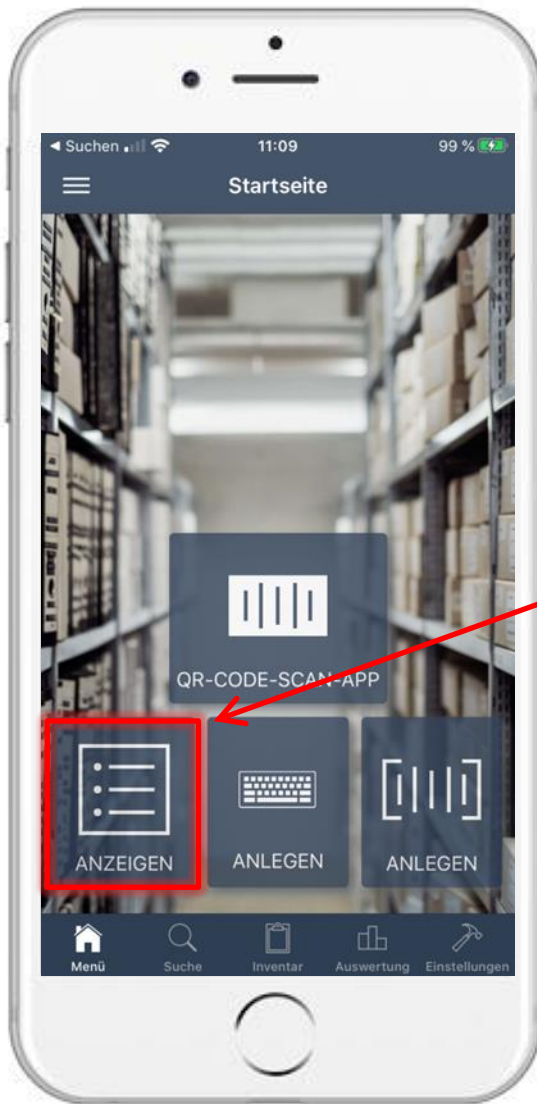 Suchen
11:09
99 %
Startseite
QR-CODE-SCAN-APP
ANZEIGEN
ANLEGEN
ANLEGEN
Menü
Suche
Inventar
Auswertung
Einstellungen